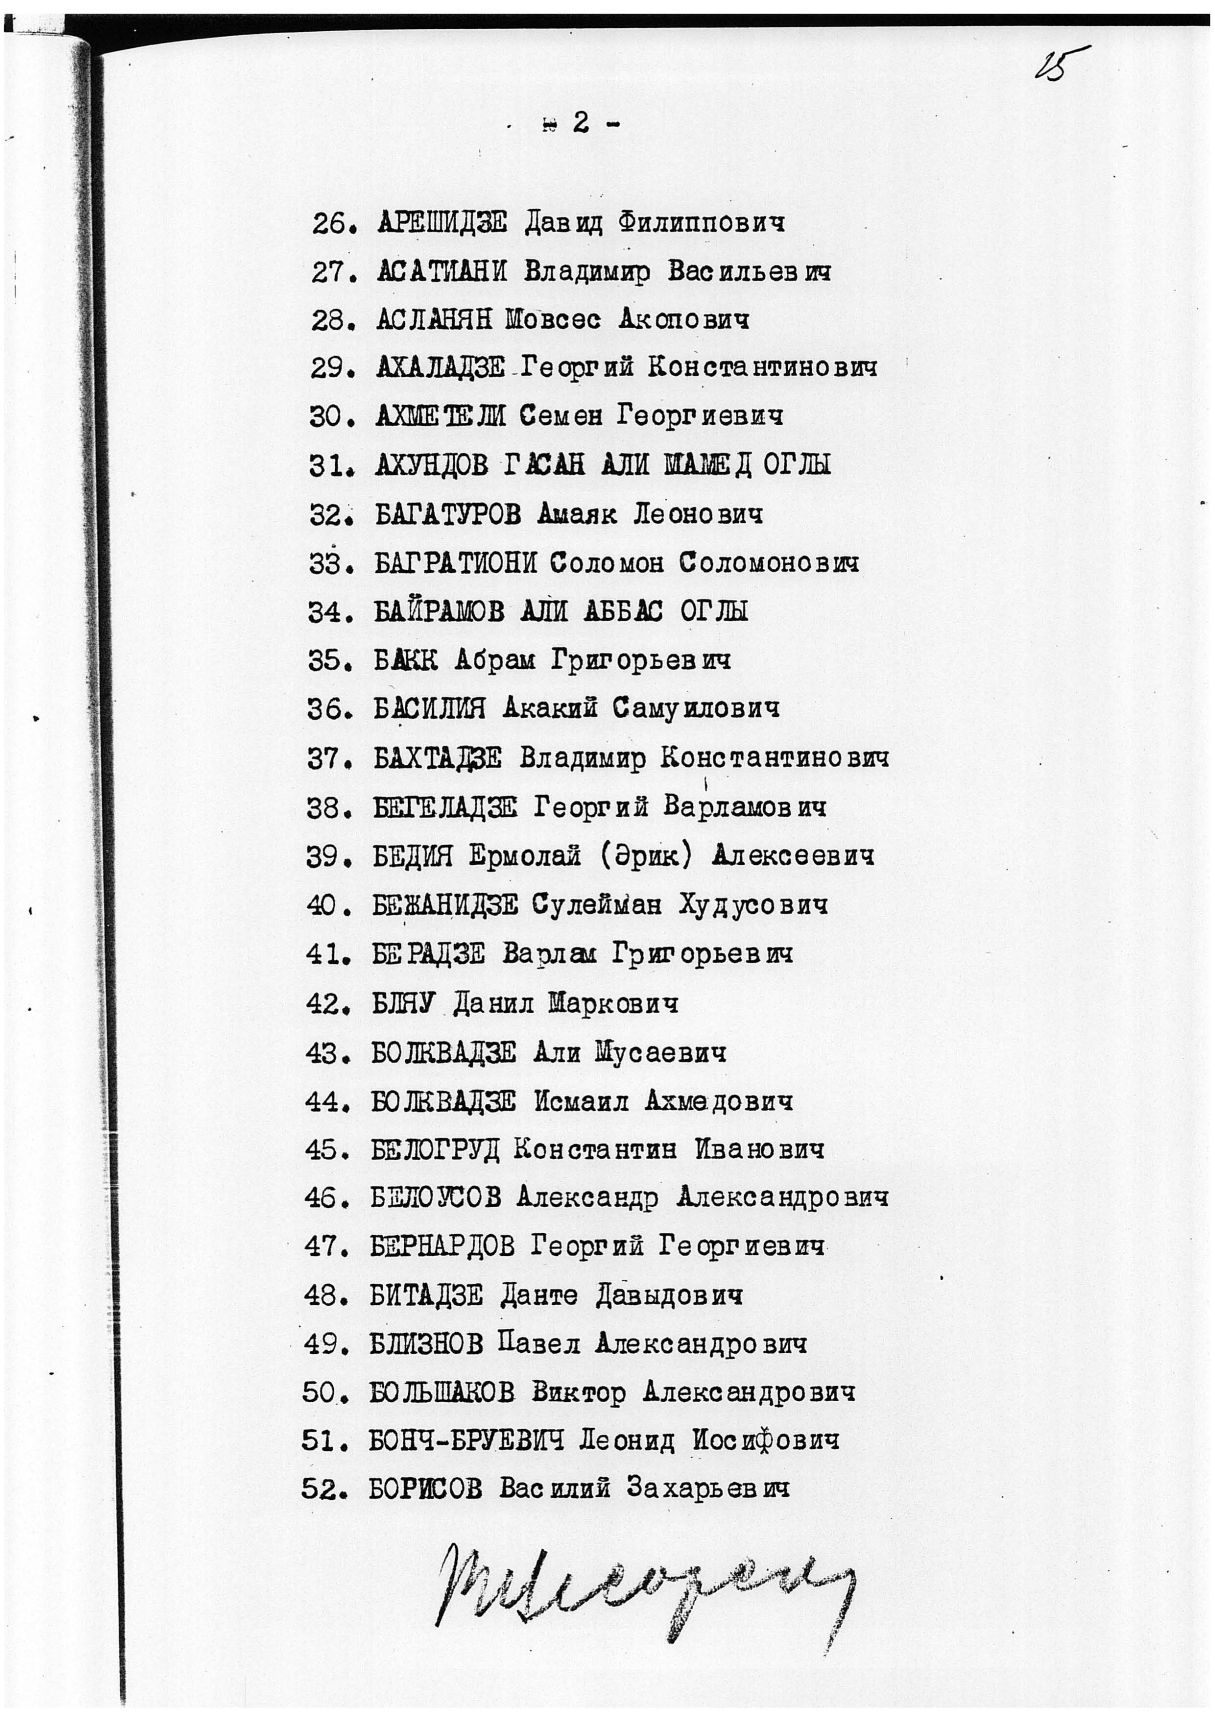 15
- 2 -
26. АРЕШИДЗЕ Давид Филиппович
27. АСАТИАНИ Владимир Васильевич
28. АСЛАНЯН Мовсес Акопович
29. АХАЛАДЗЕ Георгий Константинович
30. АХМЕТЕЛИ Семен Георгиевич
31. АХУНДОВ ГАСАН АЛИ МАМЕД ОГЛЫ
32. БАГАТУРОВ Амаяк Леонович
33. БАГРАТИОНИ Соломон Соломонович
34. БАЙРАМОВ АЛИ АББАС ОГЛЫ
35. БАКК Абрам Григорьевич
36. БАСИЛИЯ Акакий Самуилович
37. БАХТАДЗЕ Владимир Константинович
38. БЕГЕЛАДЗЕ Георгий Варламович
39. БЕДИЯ Ермолай (Эрик) Алексеевич
40. БЕЖАНИДЗЕ Сулейман Худусович
41. БЕРАДЗЕ Варлам Григорьевич
42. БЛЯУ Данил Маркович
43. БОЛКВАДЗЕ Али Мусаевич
44. БОЛКВАДЗЕ Исмаил Ахмедович
45. БЕЛОГРУД Константин Иванович
46. БЕЛОУСОВ Александр Александрович
47. БЕРНАРДОВ Георгий Георгиевич
48. БИТАДЗЕ Данте Давыдович
49. БЛИЗНОВ Павел Александрович
50. БОЛЬШАКОВ Виктор Александрович
51. БОНЧ-БРУЕВИЧ Леонид Иосифович
52. БОРИСОВ Василий Захарьевич